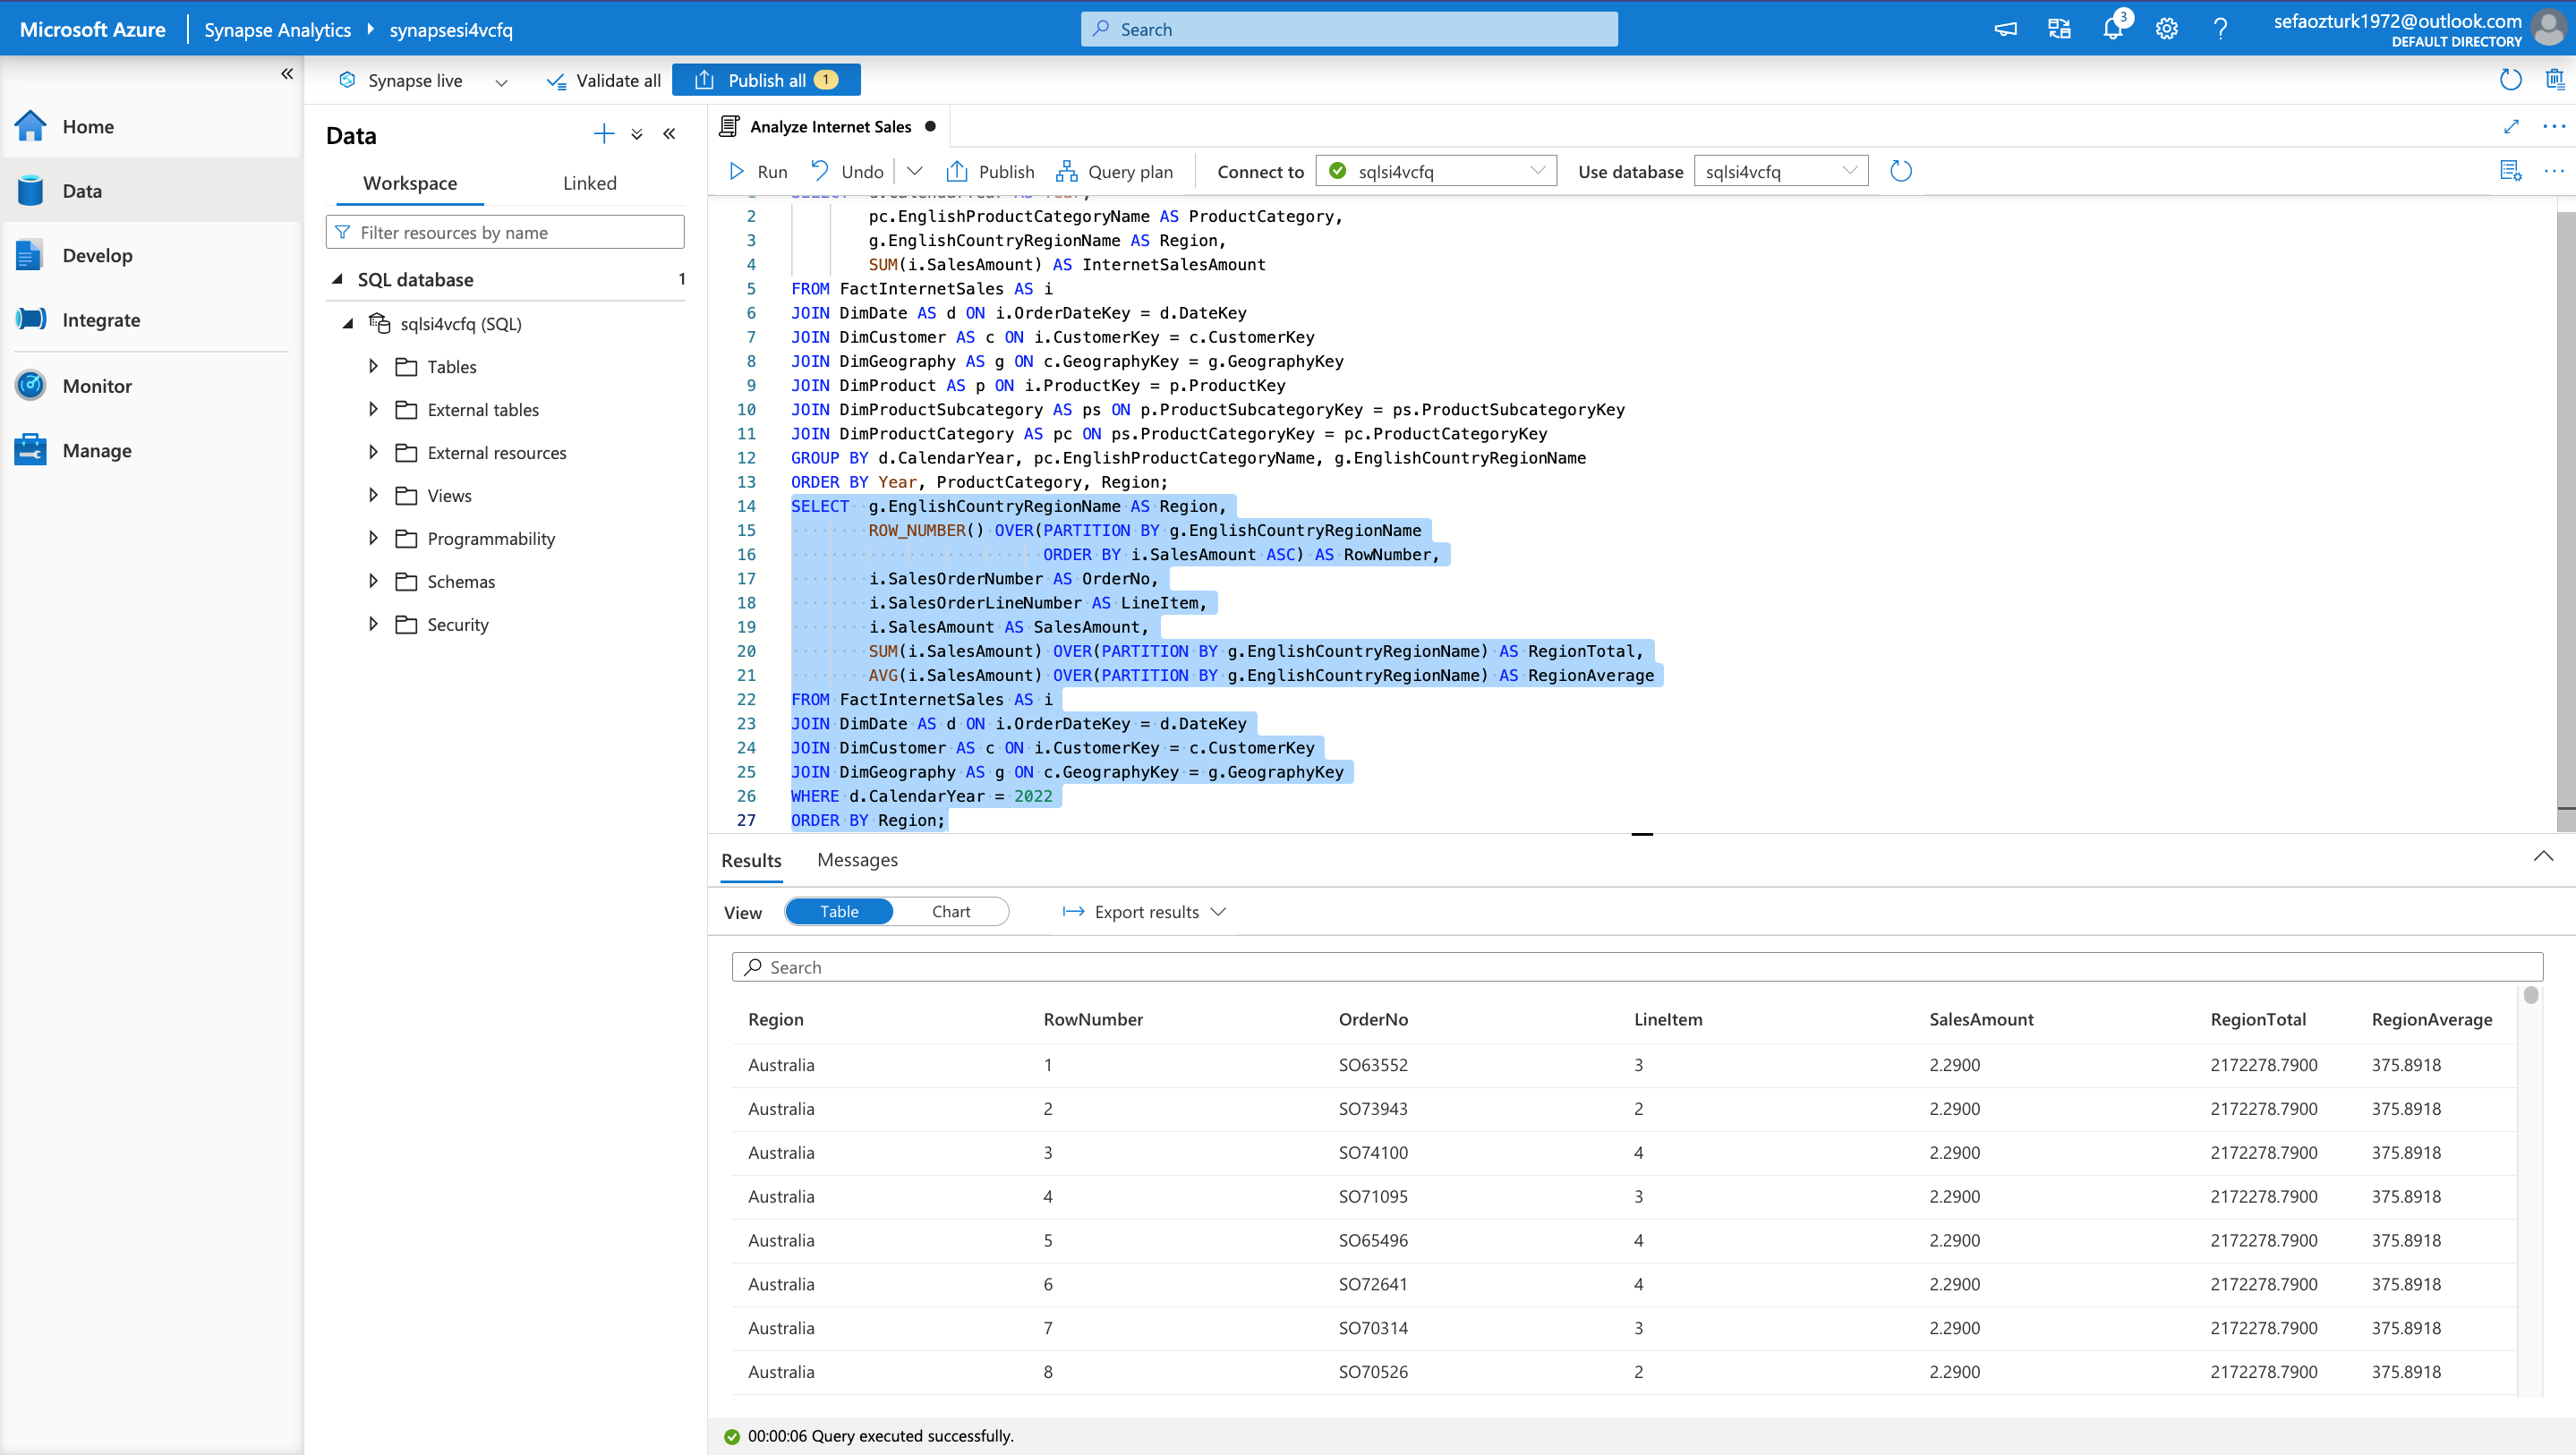 Microsoft Azure
Synapse Analytics
synapsesi4vcfq
Search
3
sefaozturk1972@outlook.com
DEFAULT DIRECTORY
Synapse live
Validate all
Publish all 1
Home
Data
Develop
Integrate
Monitor
Manage
Data
Workspace Linked
Filter resources by name
SQL database 1
sqlsi4vcfq (SQL)
Tables
External tables
External resources
Views
Programmability
Schemas
Security
Analyze Internet Sales
Run Undo Publish Query plan Connect to sqlsi4vcfq Use database sqlsi4vcfq
2 pc.EnglishProductCategoryName AS ProductCategory,
3 g.EnglishCountryRegionName AS Region,
4 SUM(i.SalesAmount) AS InternetSalesAmount
5 FROM FactInternetSales AS i
6 JOIN DimDate AS d ON i.OrderDateKey = d.DateKey
7 JOIN DimCustomer AS c ON i.CustomerKey = c.CustomerKey
8 JOIN DimGeography AS g ON c.GeographyKey = g.GeographyKey
9 JOIN DimProduct AS p ON i.ProductKey = p.ProductKey
10 JOIN DimProductSubcategory AS ps ON p.ProductSubcategoryKey = ps.ProductSubcategoryKey
11 JOIN DimProductCategory AS pc ON ps.ProductCategoryKey = pc.ProductCategoryKey
12 GROUP BY d.CalendarYear, pc.EnglishProductCategoryName, g.EnglishCountryRegionName
13 ORDER BY Year, ProductCategory, Region;
14 SELECT g.EnglishCountryRegionName AS Region,
15 ROW_NUMBER() OVER(PARTITION BY g.EnglishCountryRegionName
16 ORDER BY i.SalesAmount ASC) AS RowNumber,
17 i.SalesOrderNumber AS OrderNo,
18 i.SalesOrderLineNumber AS LineItem,
19 i.SalesAmount AS SalesAmount,
20 SUM(i.SalesAmount) OVER(PARTITION BY g.EnglishCountryRegionName) AS RegionTotal,
21 AVG(i.SalesAmount) OVER(PARTITION BY g.EnglishCountryRegionName) AS RegionAverage
22 FROM FactInternetSales AS i
23 JOIN DimDate AS d ON i.OrderDateKey = d.DateKey
24 JOIN DimCustomer AS c ON i.CustomerKey = c.CustomerKey
25 JOIN DimGeography AS g ON c.GeographyKey = g.GeographyKey
26 WHERE d.CalendarYear = 2022
27 ORDER BY Region;
Results Messages
View Table Chart Export results
Search
Region RowNumber OrderNo LineItem SalesAmount RegionTotal RegionAverage
Australia 1 SO63552 3 2.2900 2172278.7900 375.8918
Australia 2 SO73943 2 2.2900 2172278.7900 375.8918
Australia 3 SO74100 4 2.2900 2172278.7900 375.8918
Australia 4 SO71095 3 2.2900 2172278.7900 375.8918
Australia 5 SO65496 4 2.2900 2172278.7900 375.8918
Australia 6 SO72641 4 2.2900 2172278.7900 375.8918
Australia 7 SO70314 3 2.2900 2172278.7900 375.8918
Australia 8 SO70526 2 2.2900 2172278.7900 375.8918
00:00:06 Query executed successfully.